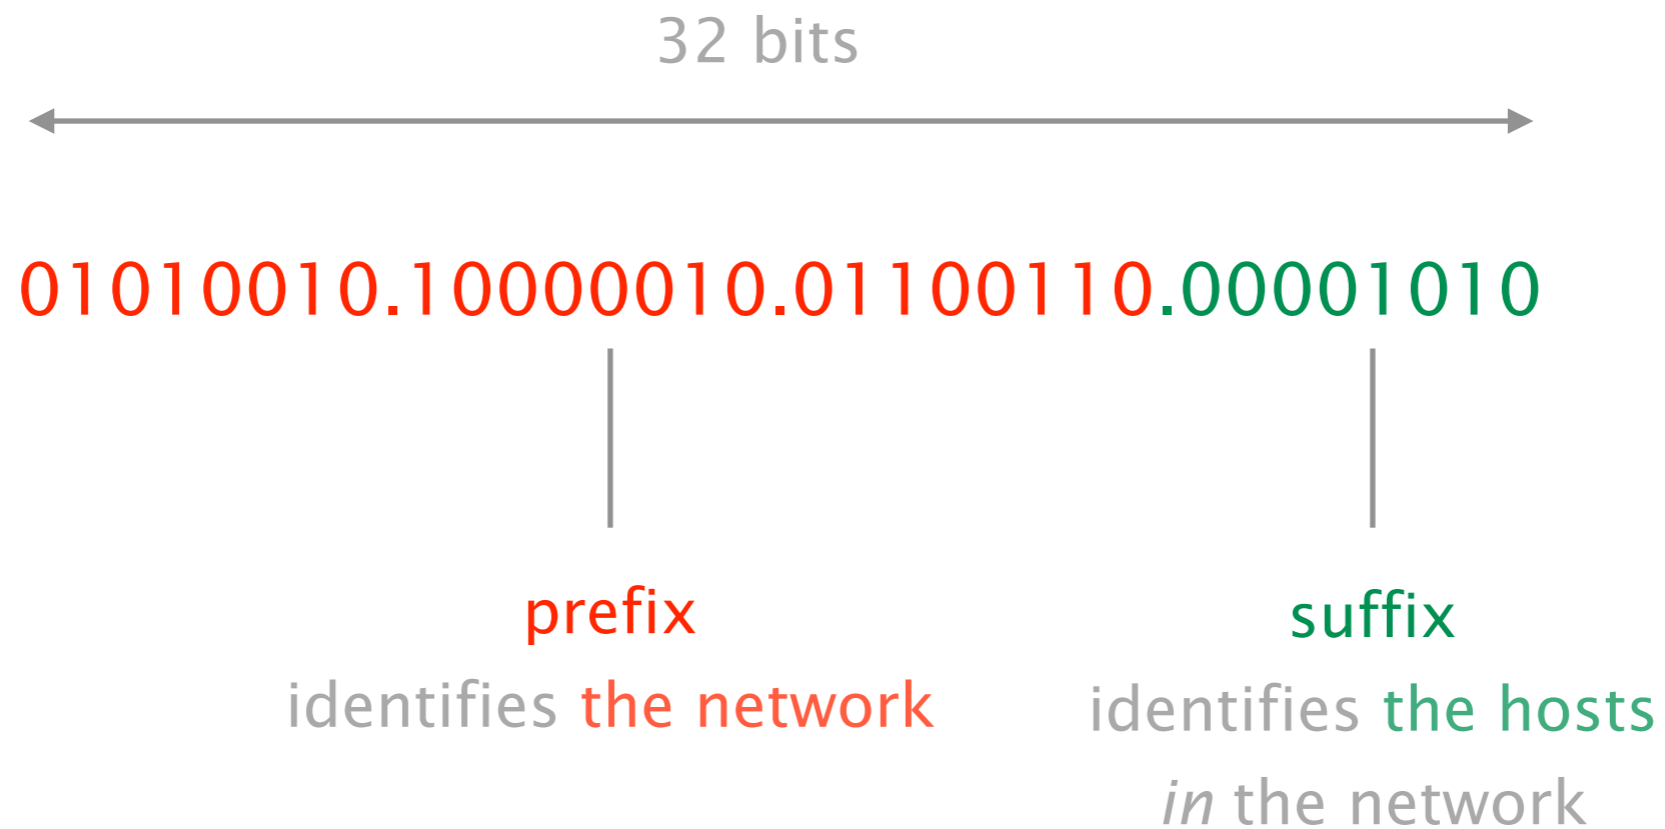 32 bits
01010010.10000010.01100110.00001010
prefix
suffix
identifies the network
identifies the hosts
in the network